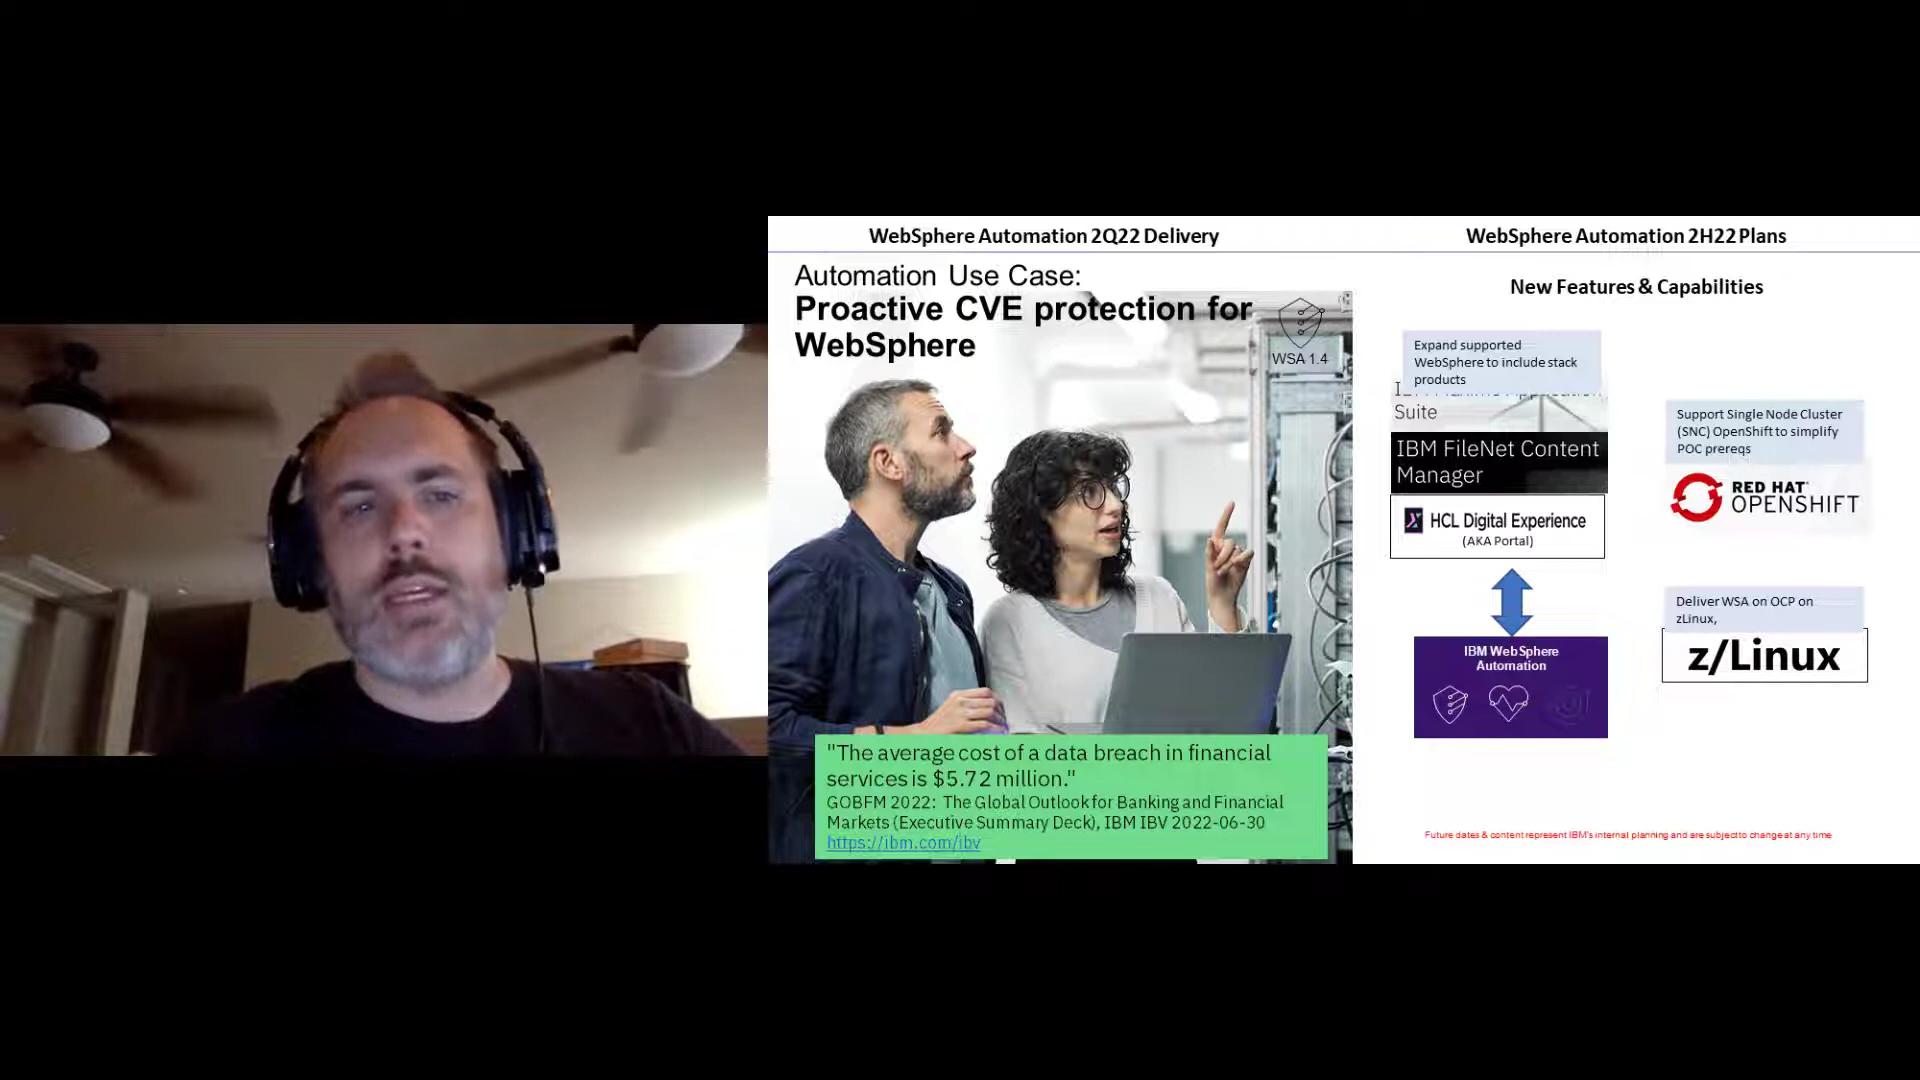 WebSphere Automation 2Q22 Delivery
Automation Use Case:
Proactive CVE protection for
WebSphere
WSA 1.4
"The average cost of a data breach in financial
services is $5.72 million."
GOBFM 2022: The Global Outlook for Banking and Financial
Markets (Executive Summary Deck), IBM IBV 2022-06-30
https://ibm.com/ibv
WebSphere Automation 2H22 Plans
New Features & Capabilities
Expand supported
WebSphere to include stack
products
Suite
IBM FileNet Content
Manager
HCL Digital Experience
(AKA Portal)
IBM WebSphere
Automation
Support Single Node Cluster
(SNC) OpenShift to simplify
POC prereqs
RED HAT
OPENSHIFT
Deliver WSA on OCP on
zLinux,
z/Linux
Future dates & content represent IBM's internal planning and are subject to change at any time